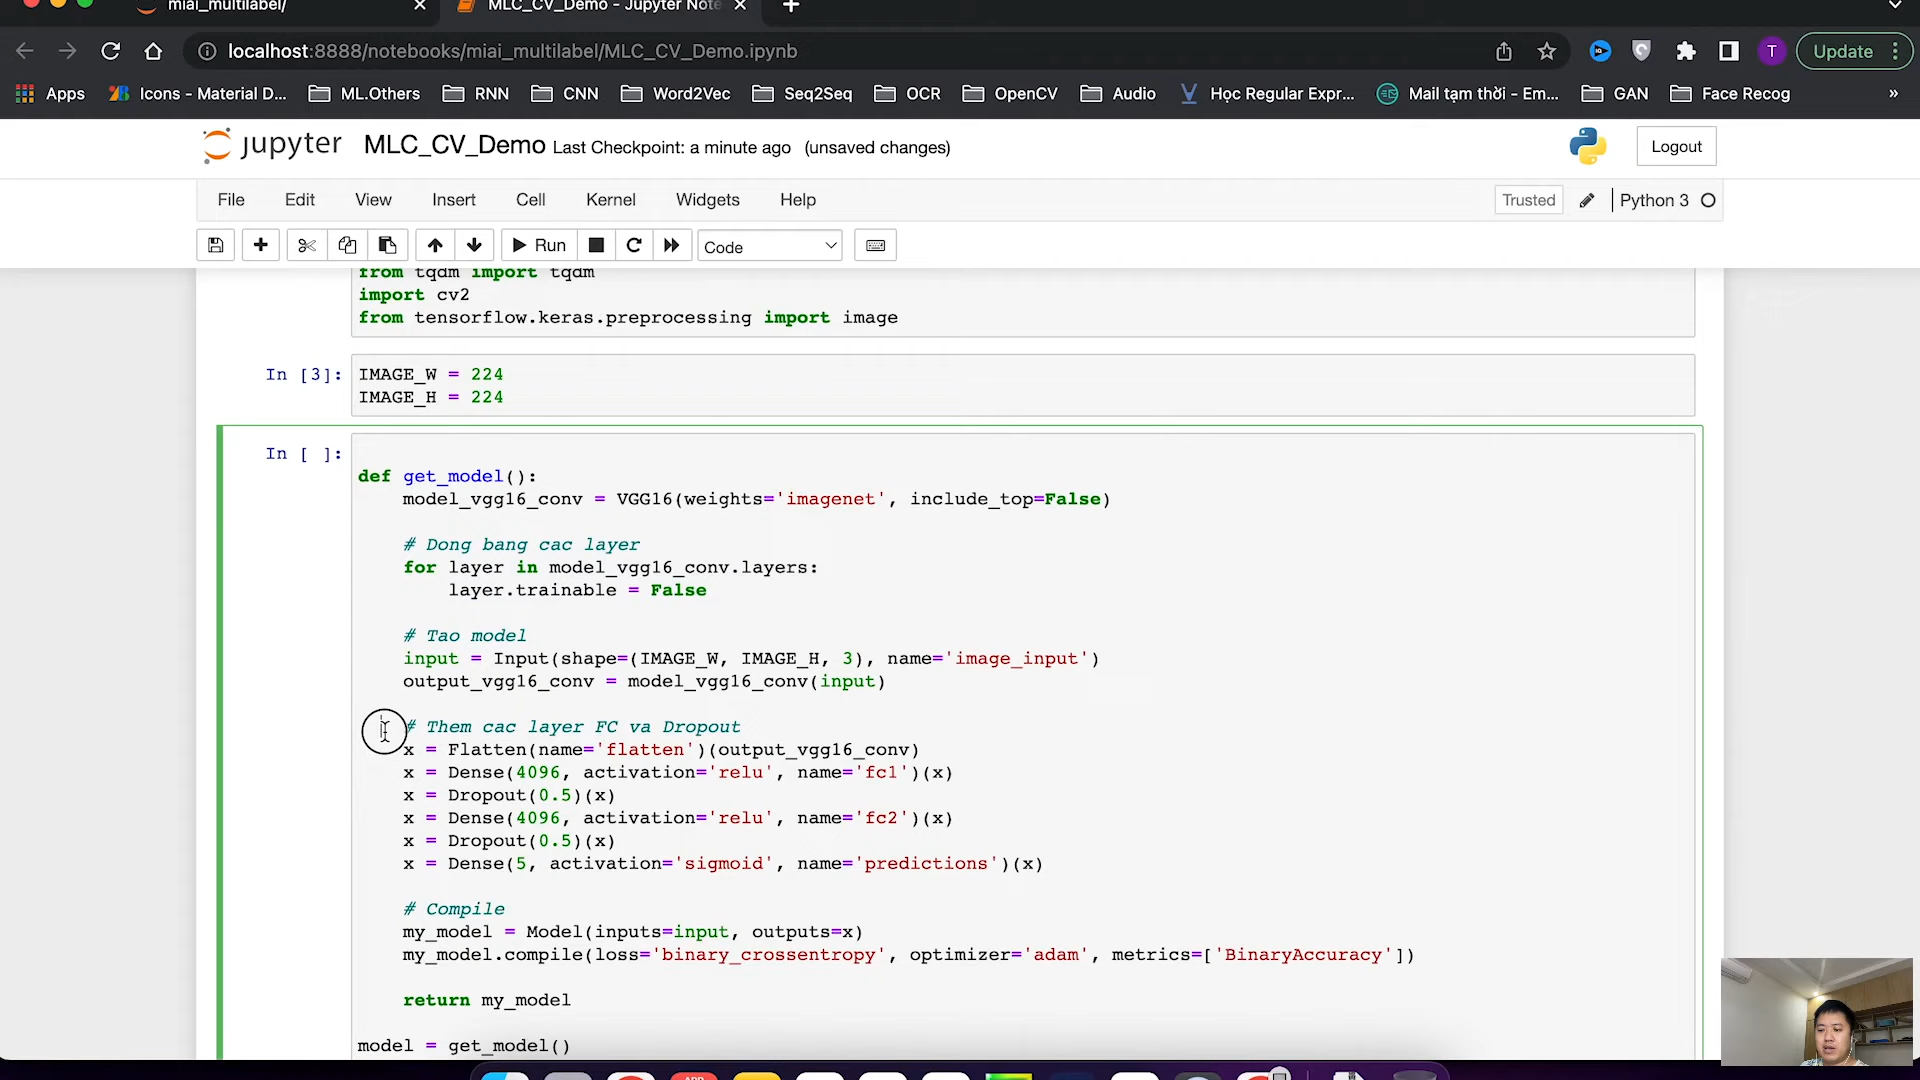 miai_multilabel/
MLC_CV_Demo - Jupyter Note
localhost:8888/notebooks/miai_multilabel/MLC_CV_Demo.ipynb
T
Update
Apps
Icons - Material D...
ML.Others
RNN
CNN
Word2Vec
Seq2Seq
OCR
OpenCV
Audio
Học Regular Expr...
Mail tạm thời - Em...
GAN
Face Recog
»
jupyter MLC_CV_Demo Last Checkpoint: a minute ago (unsaved changes)
Logout
File Edit View Insert Cell Kernel Widgets Help
Trusted
Python 3
Run
Code
from tqdm import tqdm
import cv2
from tensorflow.keras.preprocessing import image
In [3]: IMAGE_W = 224
IMAGE_H = 224
In [ ]:
def get_model():
model_vgg16_conv = VGG16(weights='imagenet', include_top=False)
# Dong bang cac layer
for layer in model_vgg16_conv.layers:
layer.trainable = False
# Tao model
input = Input(shape=(IMAGE_W, IMAGE_H, 3), name='image_input')
output_vgg16_conv = model_vgg16_conv(input)
# Them cac layer FC va Dropout
x = Flatten(name='flatten')(output_vgg16_conv)
x = Dense(4096, activation='relu', name='fc1')(x)
x = Dropout(0.5)(x)
x = Dense(4096, activation='relu', name='fc2')(x)
x = Dropout(0.5)(x)
x = Dense(5, activation='sigmoid', name='predictions')(x)
# Compile
my_model = Model(inputs=input, outputs=x)
my_model.compile(loss='binary_crossentropy', optimizer='adam', metrics=['BinaryAccuracy'])
return my_model
model = get_model()